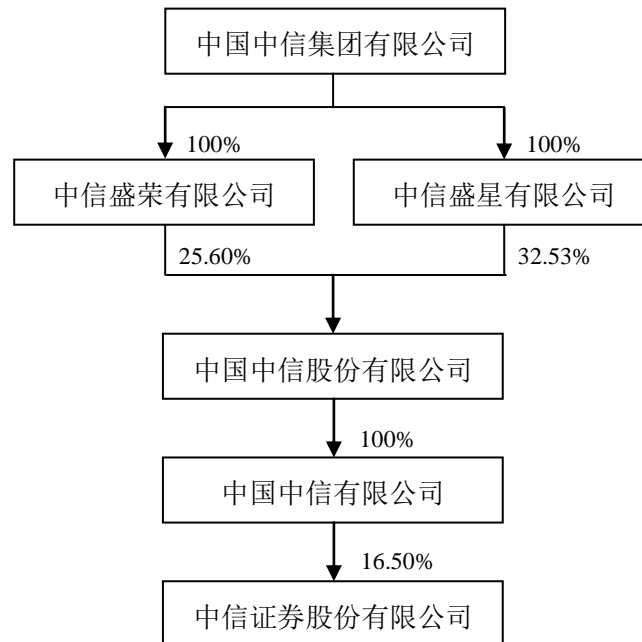 中国中信集团有限公司
100%
100%
中信盛荣有限公司
中信盛星有限公司
25.60%
32.53%
中国中信股份有限公司
100%
中国中信有限公司
16.50%
中信证券股份有限公司